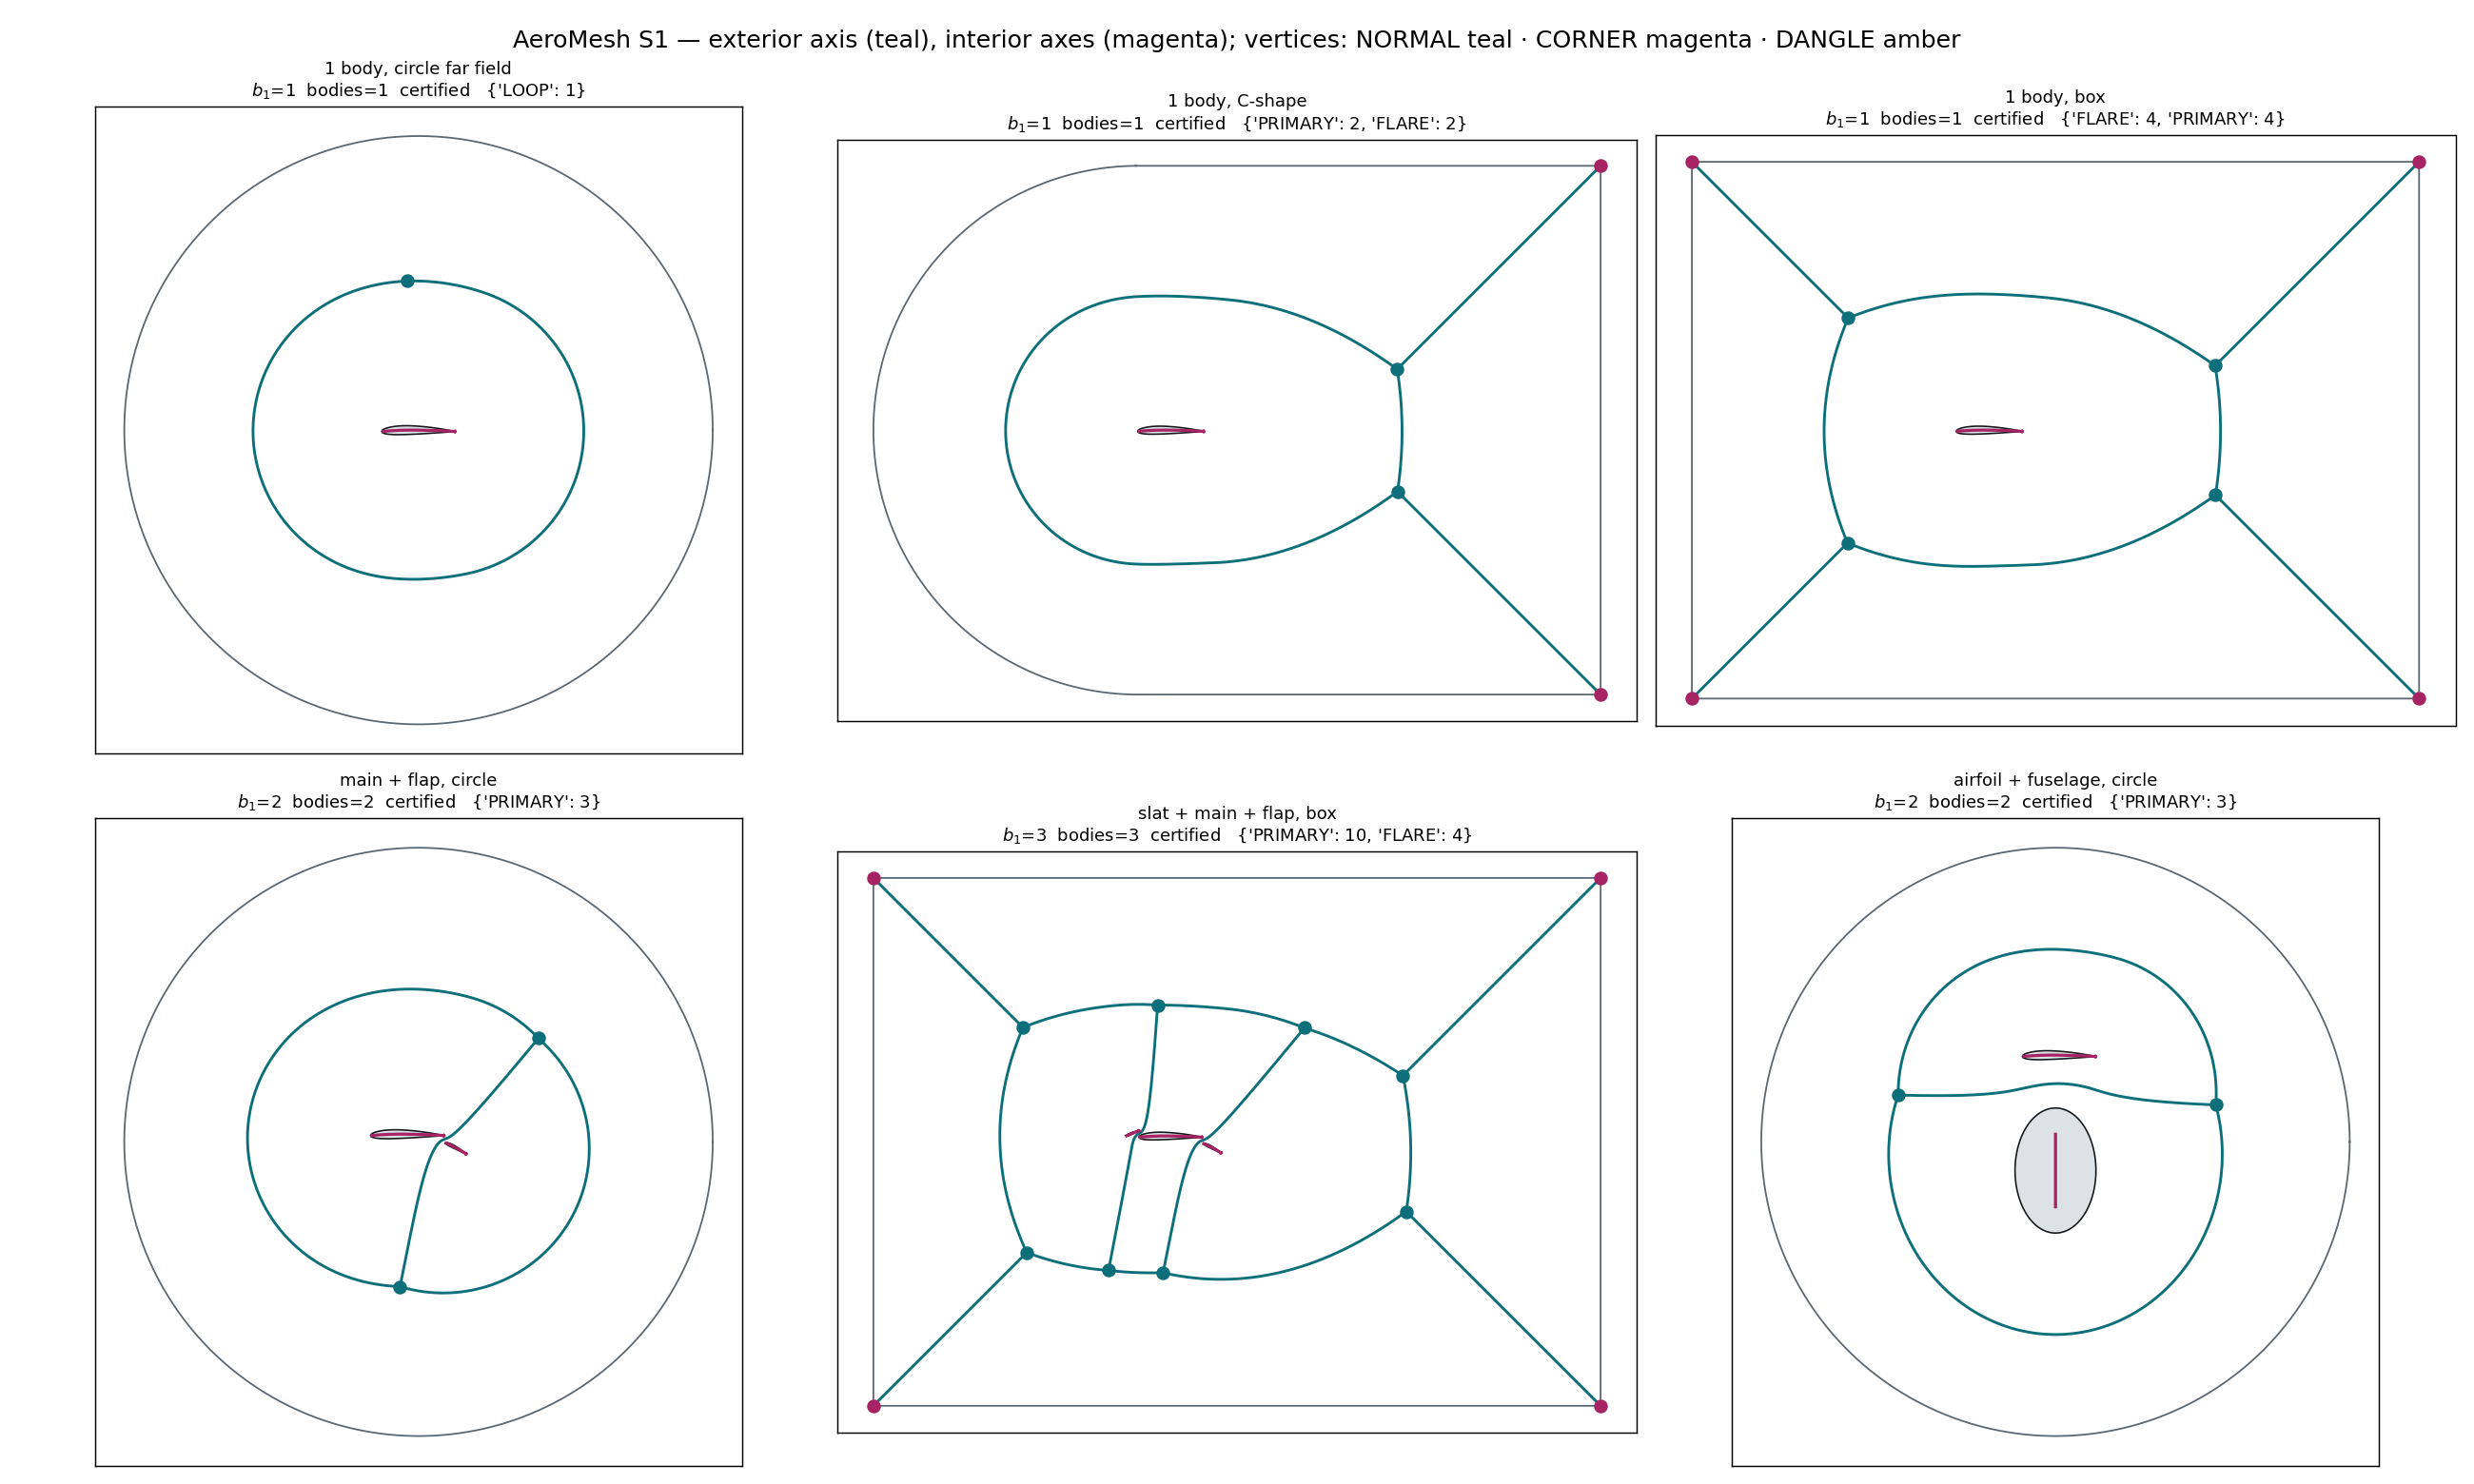 AeroMesh S1 — exterior axis (teal), interior axes (magenta); vertices: NORMAL teal · CORNER magenta · DANGLE amber
1 body, circle far field
b₁=1  bodies=1  certified   {'LOOP': 1}
1 body, C-shape
b₁=1  bodies=1  certified   {'PRIMARY': 2, 'FLARE': 2}
1 body, box
b₁=1  bodies=1  certified   {'FLARE': 4, 'PRIMARY': 4}
main + flap, circle
b₁=2  bodies=2  certified   {'PRIMARY': 3}
slat + main + flap, box
b₁=3  bodies=3  certified   {'PRIMARY': 10, 'FLARE': 4}
airfoil + fuselage, circle
b₁=2  bodies=2  certified   {'PRIMARY': 3}